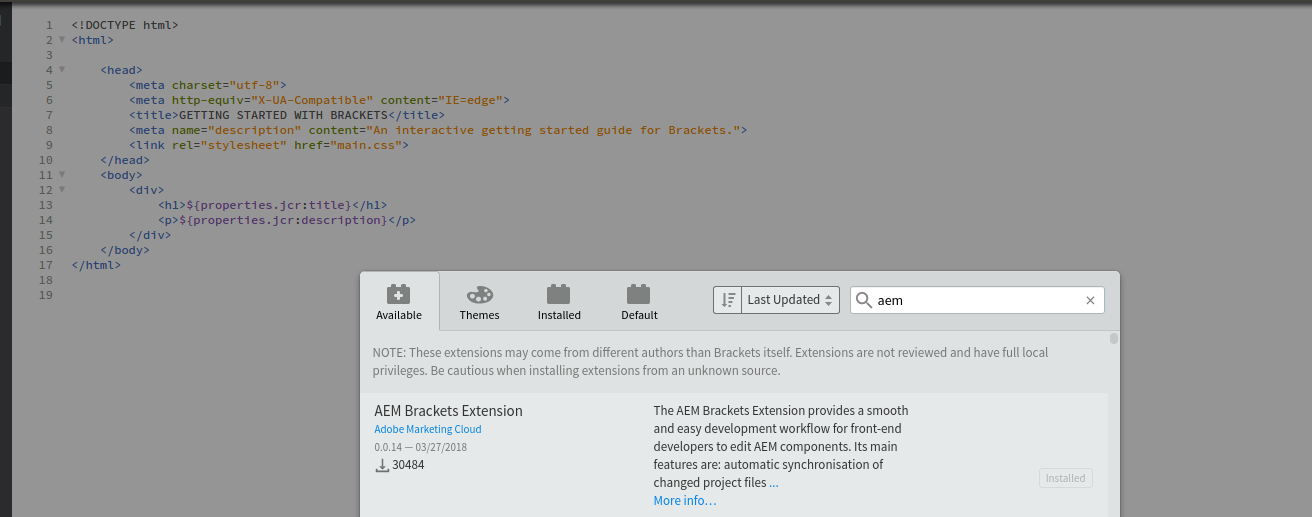 1 <!DOCTYPE html>
2 <html>
3
4 <head>
5 <meta charset="utf-8">
6 <meta http-equiv="X-UA-Compatible" content="IE=edge">
7 <title>GETTING STARTED WITH BRACKETS</title>
8 <meta name="description" content="An interactive getting started guide for Brackets.">
9 <link rel="stylesheet" href="main.css">
10 </head>
11 <body>
12 <div>
13 <h1>${properties.jcr:title}</h1>
14 <p>${properties.jcr:description}</p>
15 </div>
16 </body>
17 </html>
18
19
Available Themes Installed Default Last Updated aem
NOTE: These extensions may come from different authors than Brackets itself. Extensions are not reviewed and have full local
privileges. Be cautious when installing extensions from an unknown source.
AEM Brackets Extension
Adobe Marketing Cloud
0.0.14 — 03/27/2018
30484
The AEM Brackets Extension provides a smooth
and easy development workflow for front-end
developers to edit AEM components. Its main
features are: automatic synchronisation of
changed project files ...
More info...
Installed